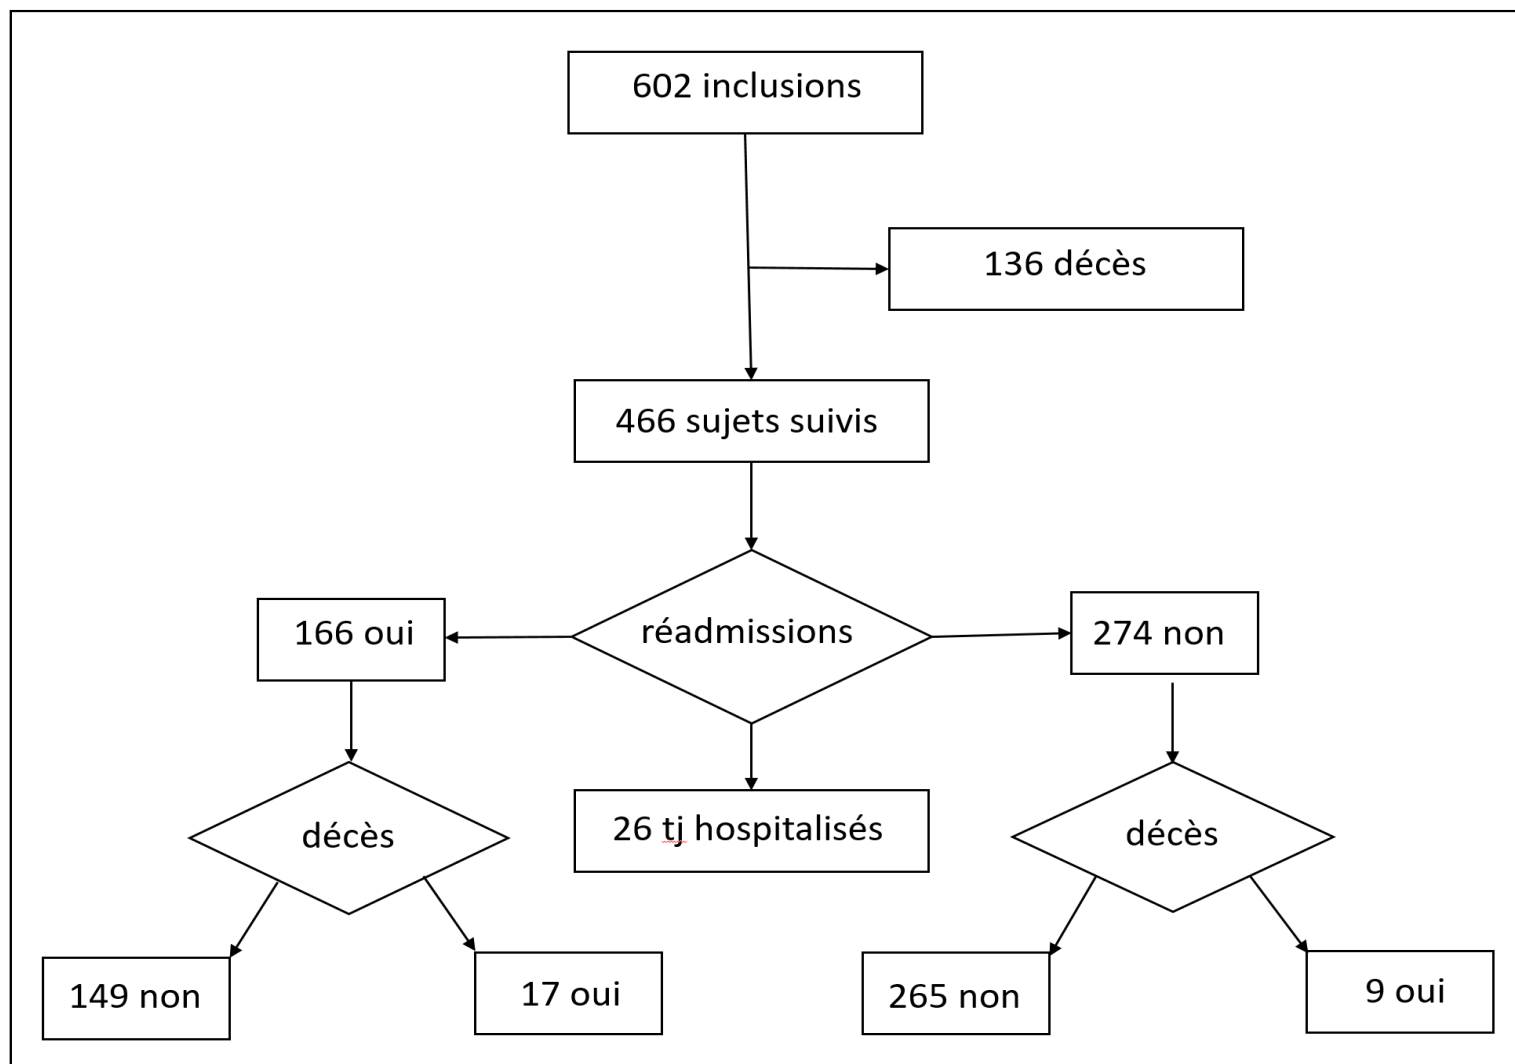 602 inclusions
136 décès
466 sujets suivis
166 oui
réadmissions
274 non
décès
26 tj hospitalisés
décès
149 non
17 oui
265 non
9 oui